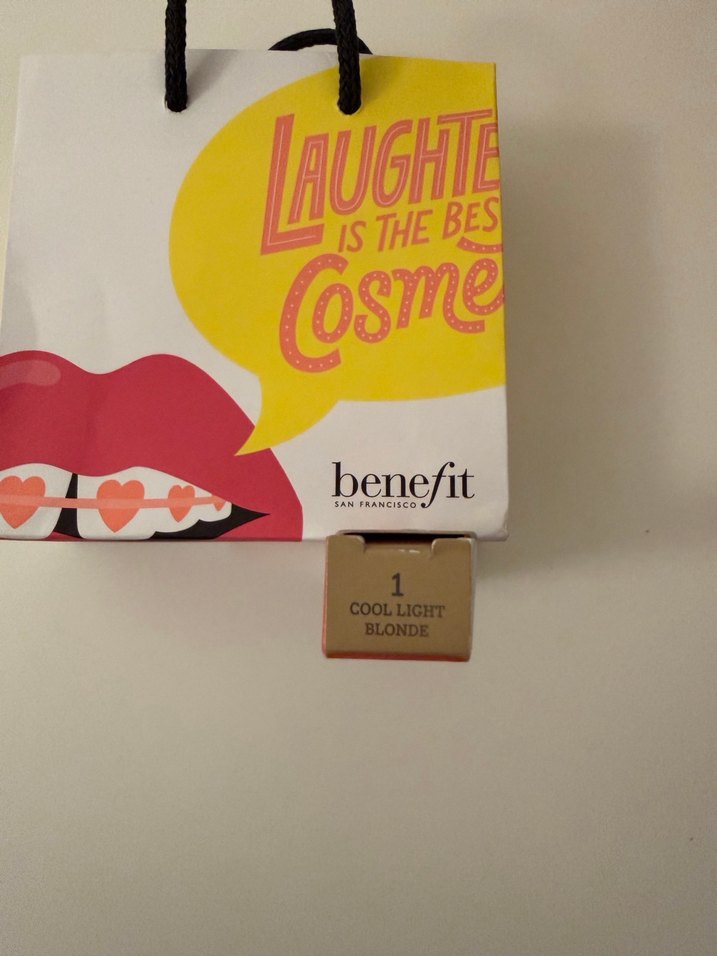 LAUGHTE
IS THE BES
Cosme
benefit
SAN FRANCISCO
1
COOL LIGHT
BLONDE